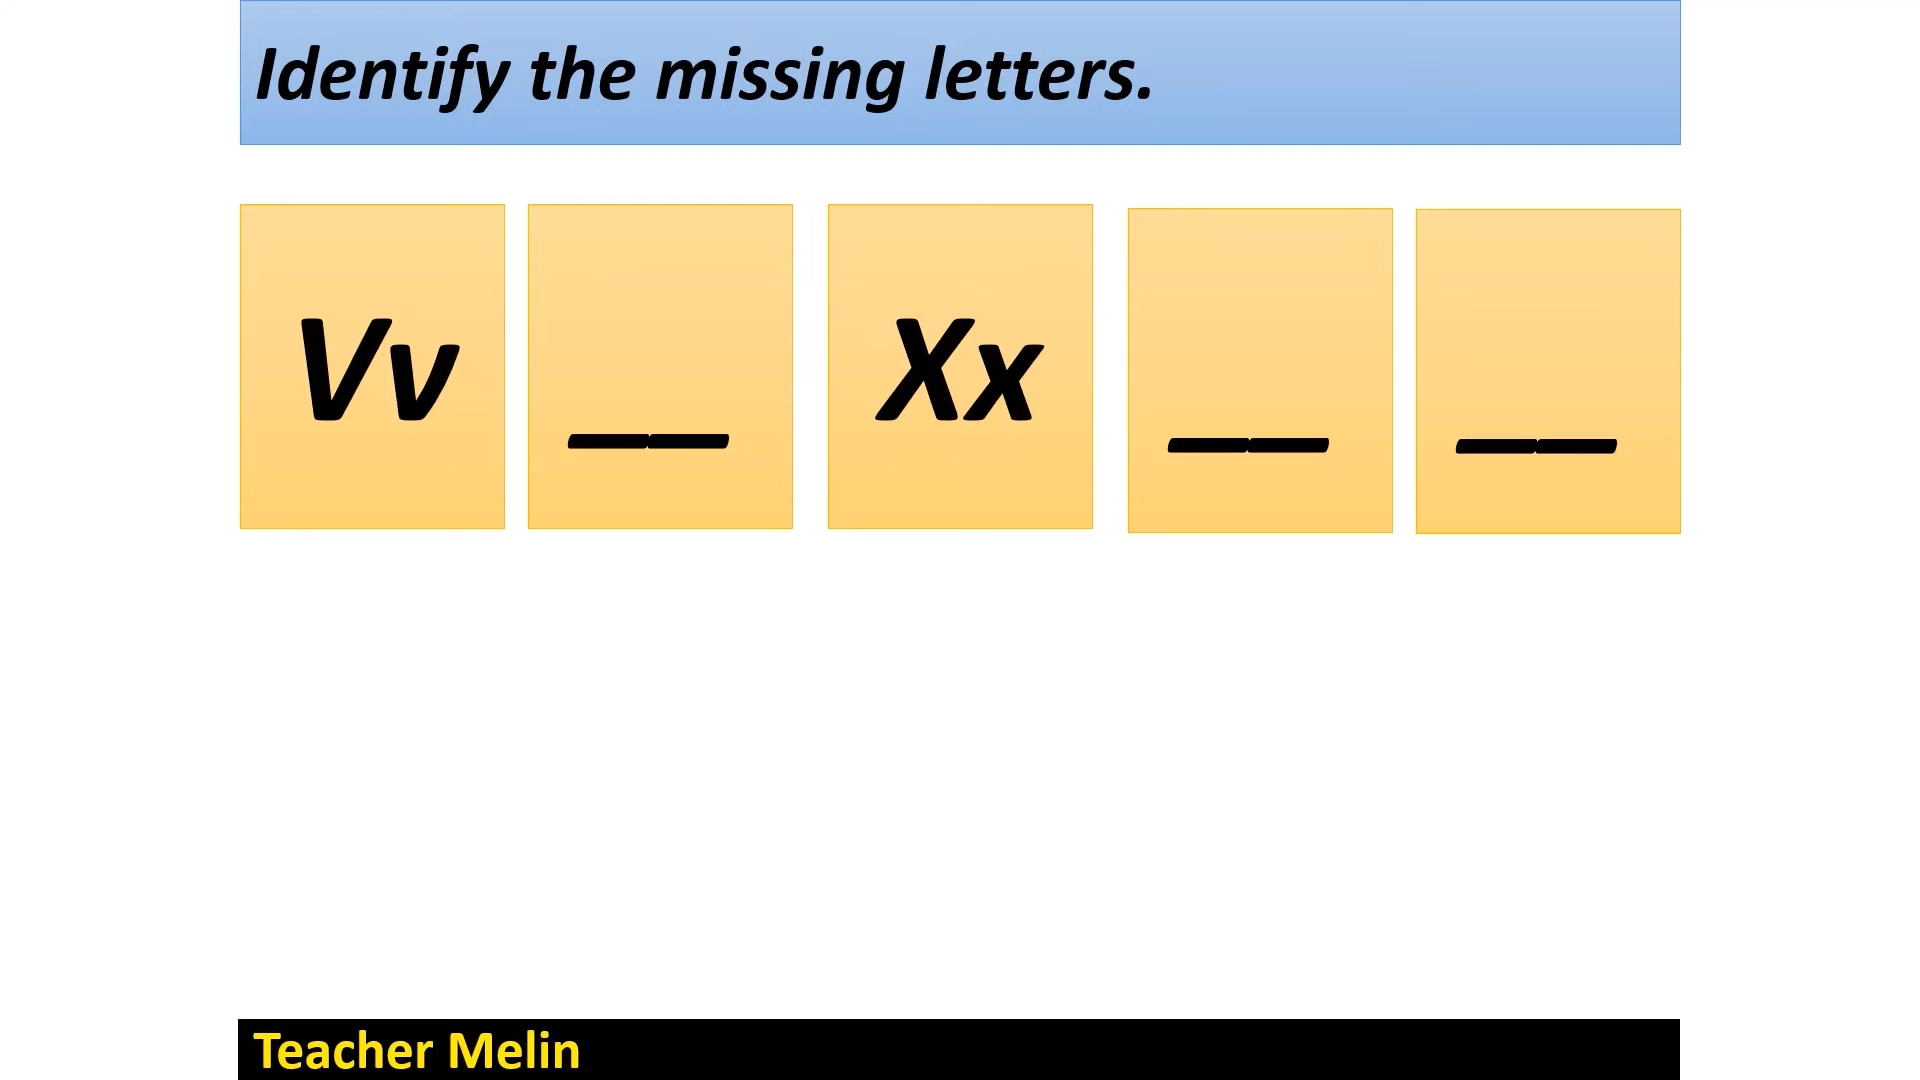 Identify the missing letters.
Vv __ Xx __ __
Teacher Melin